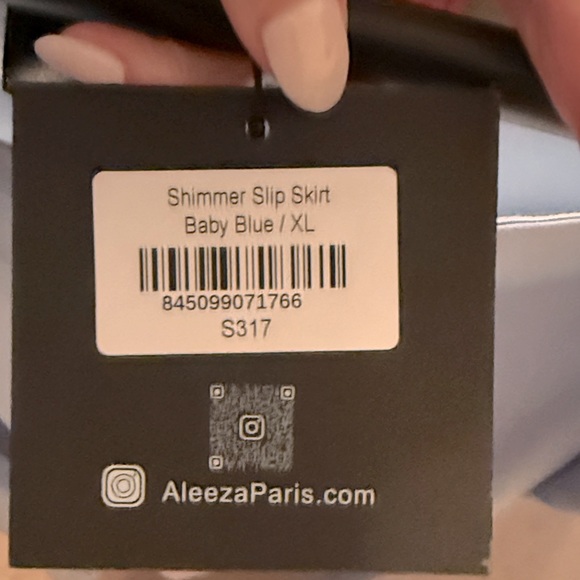 Shimmer Slip Skirt
Baby Blue / XL
845099071766
S317
AleezaParis.com